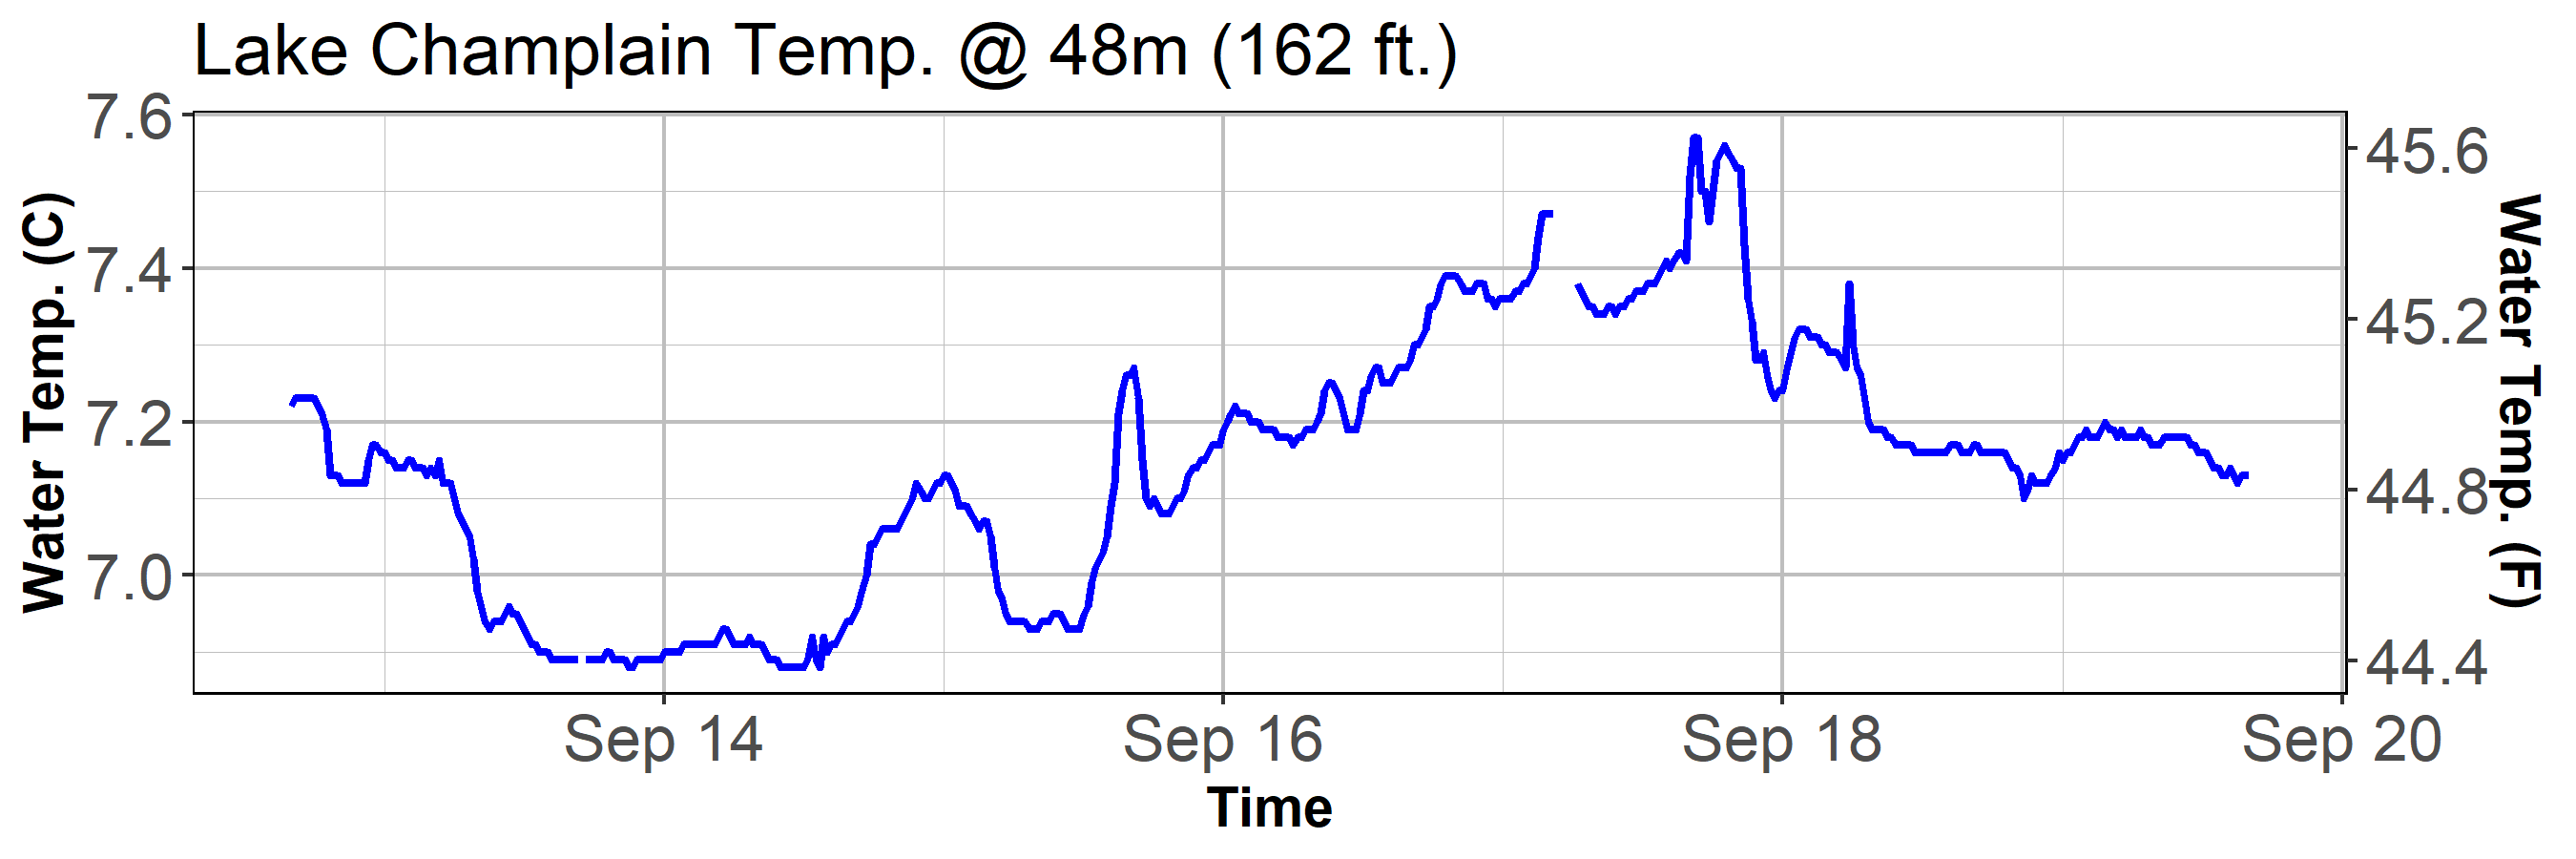 Lake Champlain Temp. @ 48m (162 ft.)
Water Temp. (C)
7.6
7.4
7.2
7.0
45.6
45.2
44.8
44.4
Water Temp. (F)
Sep 14 Sep 16 Sep 18 Sep 20
Time